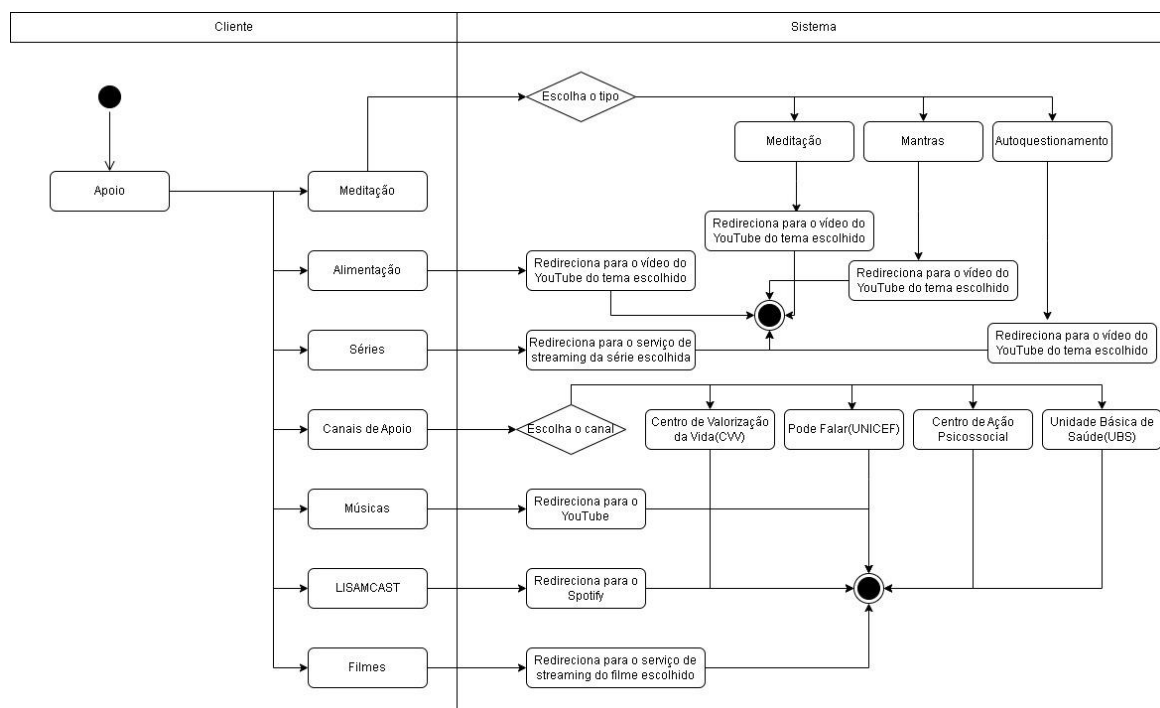 Cliente
Sistema
Escolha o tipo
Meditação
Mantras
Autoquestionamento
Apoio
Meditação
Redireciona para o vídeo do
YouTube do tema escolhido
Alimentação
Redireciona para o vídeo do
YouTube do tema escolhido
Redireciona para o vídeo do
YouTube do tema escolhido
Séries
Redireciona para o serviço de
streaming da série escolhida
Redireciona para o vídeo do
YouTube do tema escolhido
Canais de Apoio
Escolha o canal
Centro de Valorização
da Vida(CVV)
Pode Falar(UNICEF)
Centro de Ação
Psicossocial
Unidade Básica de
Saúde(UBS)
Músicas
Redireciona para o
YouTube
LISAMCAST
Redireciona para o
Spotify
Filmes
Redireciona para o serviço de
streaming do filme escolhido